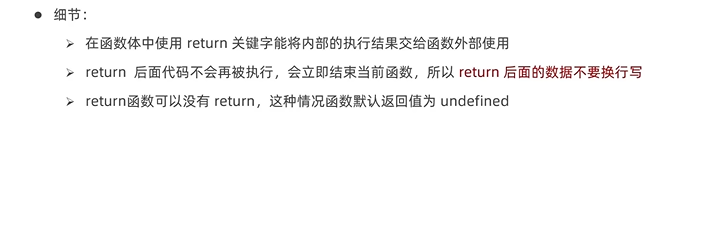 ● 细节：
➢ 在函数体中使用 return 关键字能将内部的执行结果交给函数外部使用
➢ return 后面代码不会再被执行，会立即结束当前函数，所以 return 后面的数据不要换行写
➢ return函数可以没有 return，这种情况函数默认返回值为 undefined